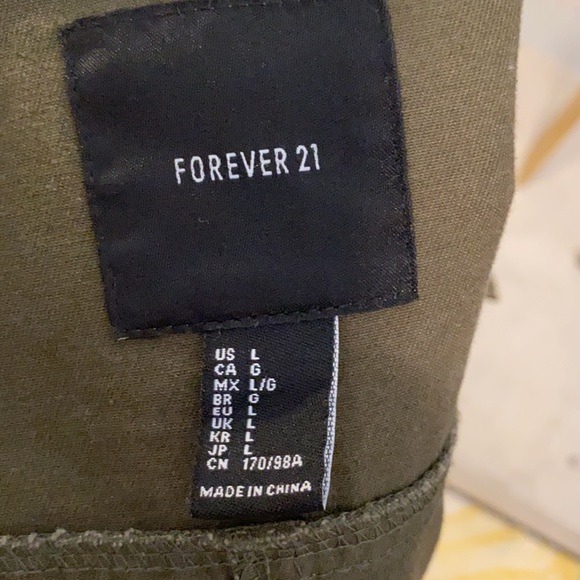 FOREVER 21
US L
CA G
MX L/G
BR G
EU L
UK L
KR L
JP L
CN 170/98A
MADE IN CHINA